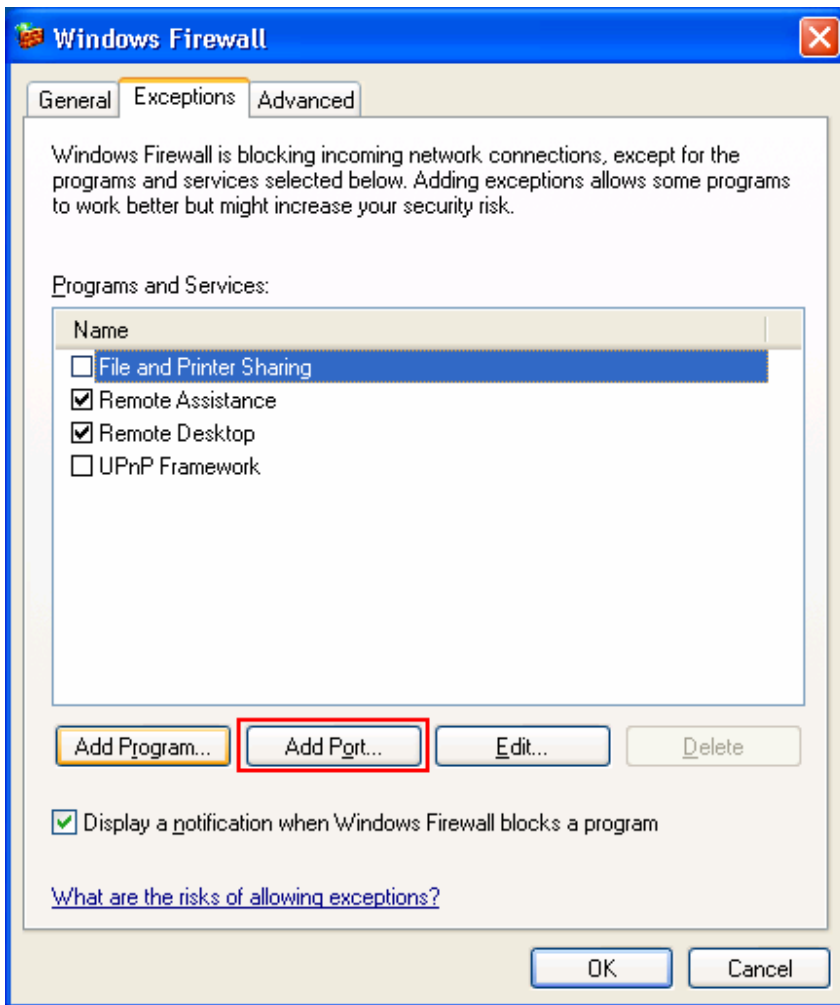 Windows Firewall
General Exceptions Advanced
Windows Firewall is blocking incoming network connections, except for the
programs and services selected below. Adding exceptions allows some programs
to work better but might increase your security risk.
Programs and Services:
Name
File and Printer Sharing
Remote Assistance
Remote Desktop
UPnP Framework
Add Program... Add Port... Edit... Delete
Display a notification when Windows Firewall blocks a program
What are the risks of allowing exceptions?
OK Cancel